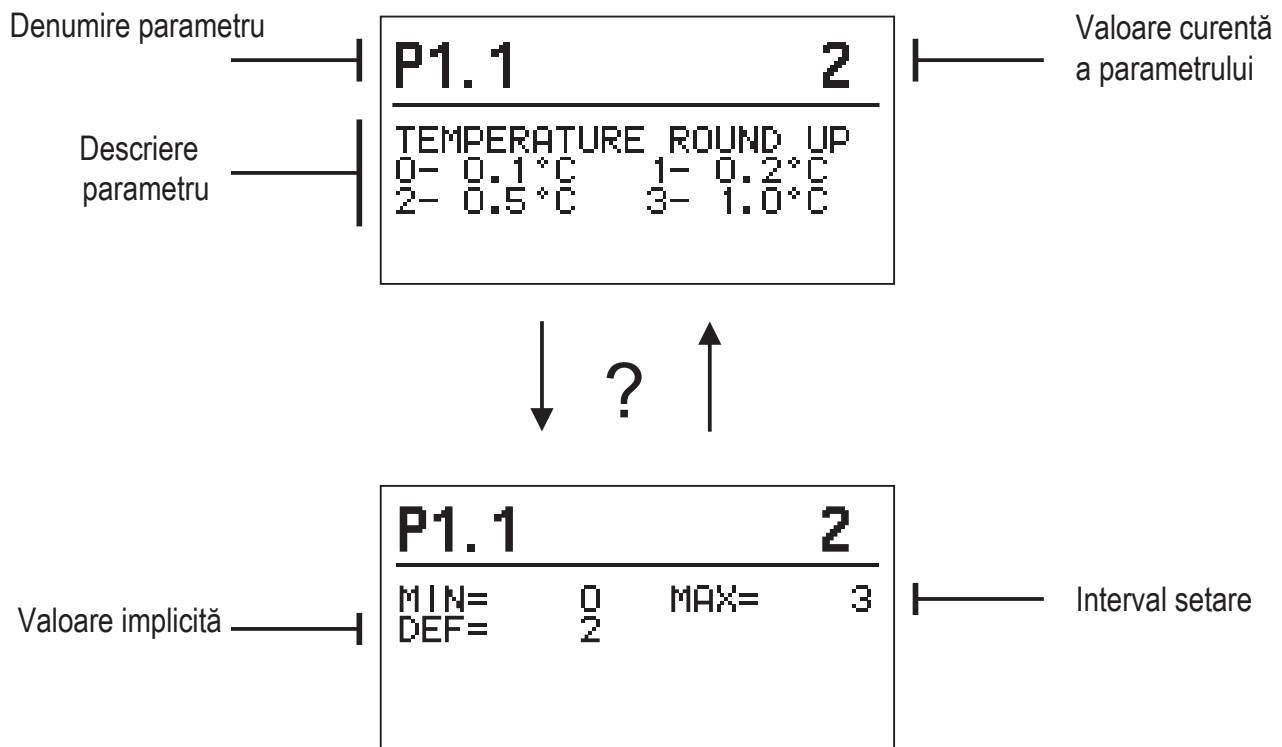 Denumire parametru
P1.1 2
Valoare curentă
a parametrului
Descriere
parametru
TEMPERATURE ROUND UP
0- 0.1°C 1- 0.2°C
2- 0.5°C 3- 1.0°C
?
P1.1 2
Valoare implicită
MIN= 0 MAX= 3
DEF= 2
Interval setare